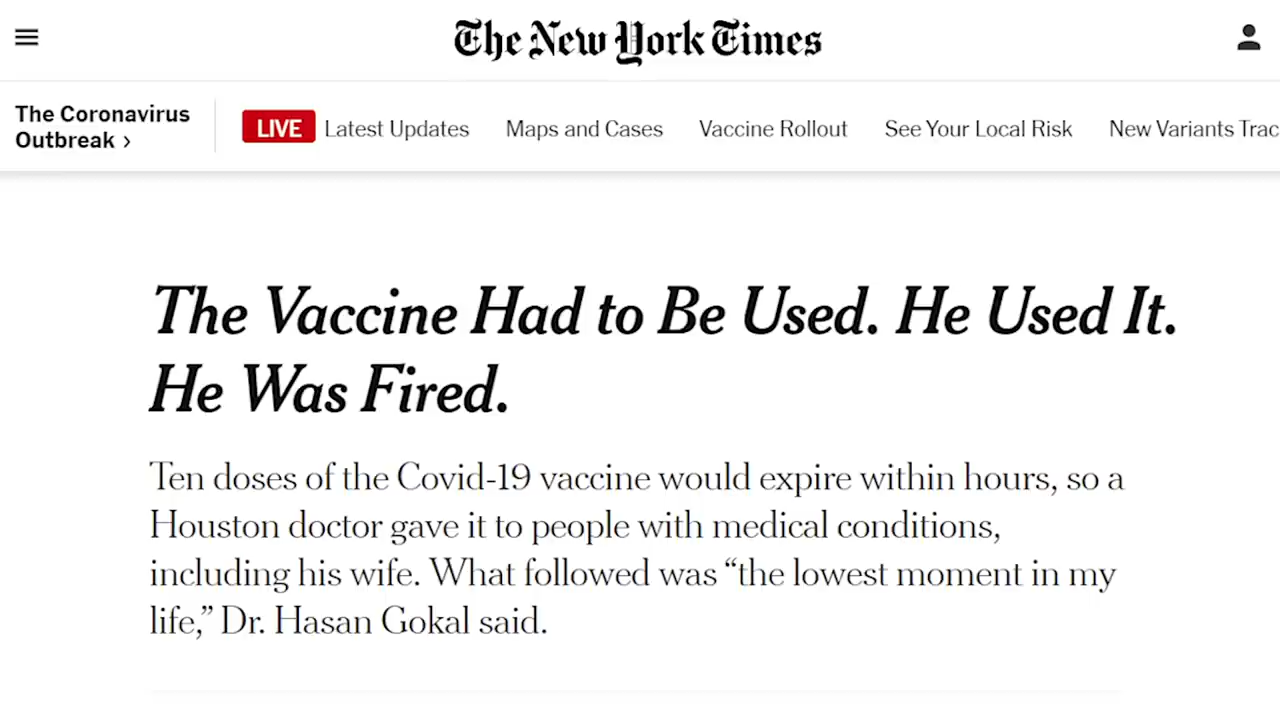 The New York Times
The Coronavirus
Outbreak ›
LIVE Latest Updates Maps and Cases Vaccine Rollout See Your Local Risk New Variants Trac
The Vaccine Had to Be Used. He Used It.
He Was Fired.
Ten doses of the Covid-19 vaccine would expire within hours, so a
Houston doctor gave it to people with medical conditions,
including his wife. What followed was “the lowest moment in my
life,” Dr. Hasan Gokal said.